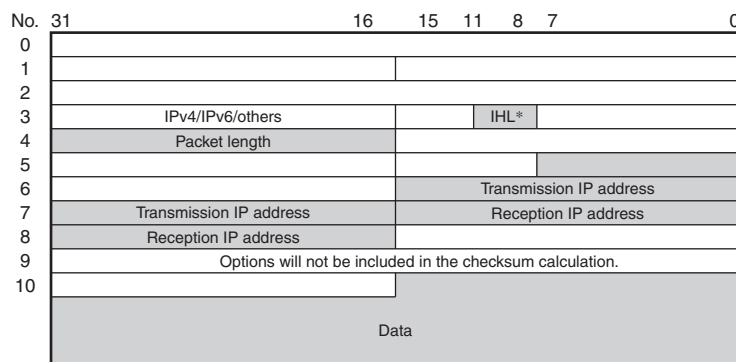 No. 31 16 15 11 8 7 0
0
1
2
3 IPv4/IPv6/others IHL*
4 Packet length
5
6 Transmission IP address
7 Transmission IP address Reception IP address
8 Reception IP address
9 Options will not be included in the checksum calculation.
10
Data